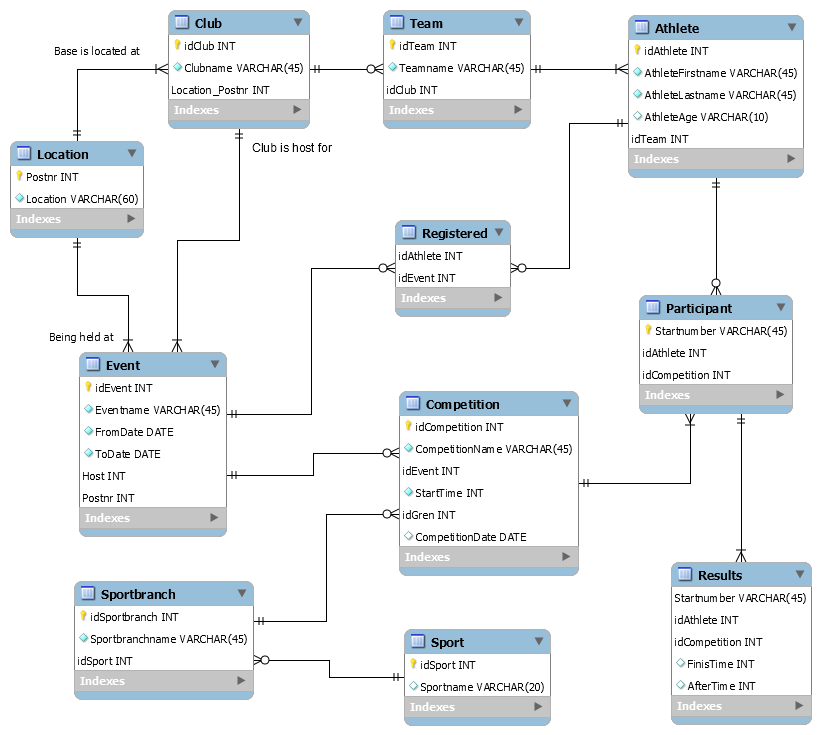 Club
idClub INT
Clubname VARCHAR(45)
Location_Postnr INT
Indexes
Team
idTeam INT
Teamname VARCHAR(45)
idClub INT
Indexes
Athlete
idAthlete INT
AthleteFirstname VARCHAR(45)
AthleteLastname VARCHAR(45)
AthleteAge VARCHAR(10)
idTeam INT
Indexes
Base is located at
Club is host for
Location
Postnr INT
Location VARCHAR(60)
Indexes
Registered
idAthlete INT
idEvent INT
Indexes
Participant
Startnumber VARCHAR(45)
idAthlete INT
idCompetition INT
Indexes
Being held at
Event
idEvent INT
Eventname VARCHAR(45)
FromDate DATE
ToDate DATE
Host INT
Postnr INT
Indexes
Competition
idCompetition INT
CompetitionName VARCHAR(45)
idEvent INT
StartTime INT
idGren INT
CompetitionDate DATE
Indexes
Sportbranch
idSportbranch INT
Sportbranchname VARCHAR(45)
idSport INT
Indexes
Sport
idSport INT
Sportname VARCHAR(20)
Indexes
Results
Startnumber VARCHAR(45)
idAthlete INT
idCompetition INT
FinisTime INT
AfterTime INT
Indexes